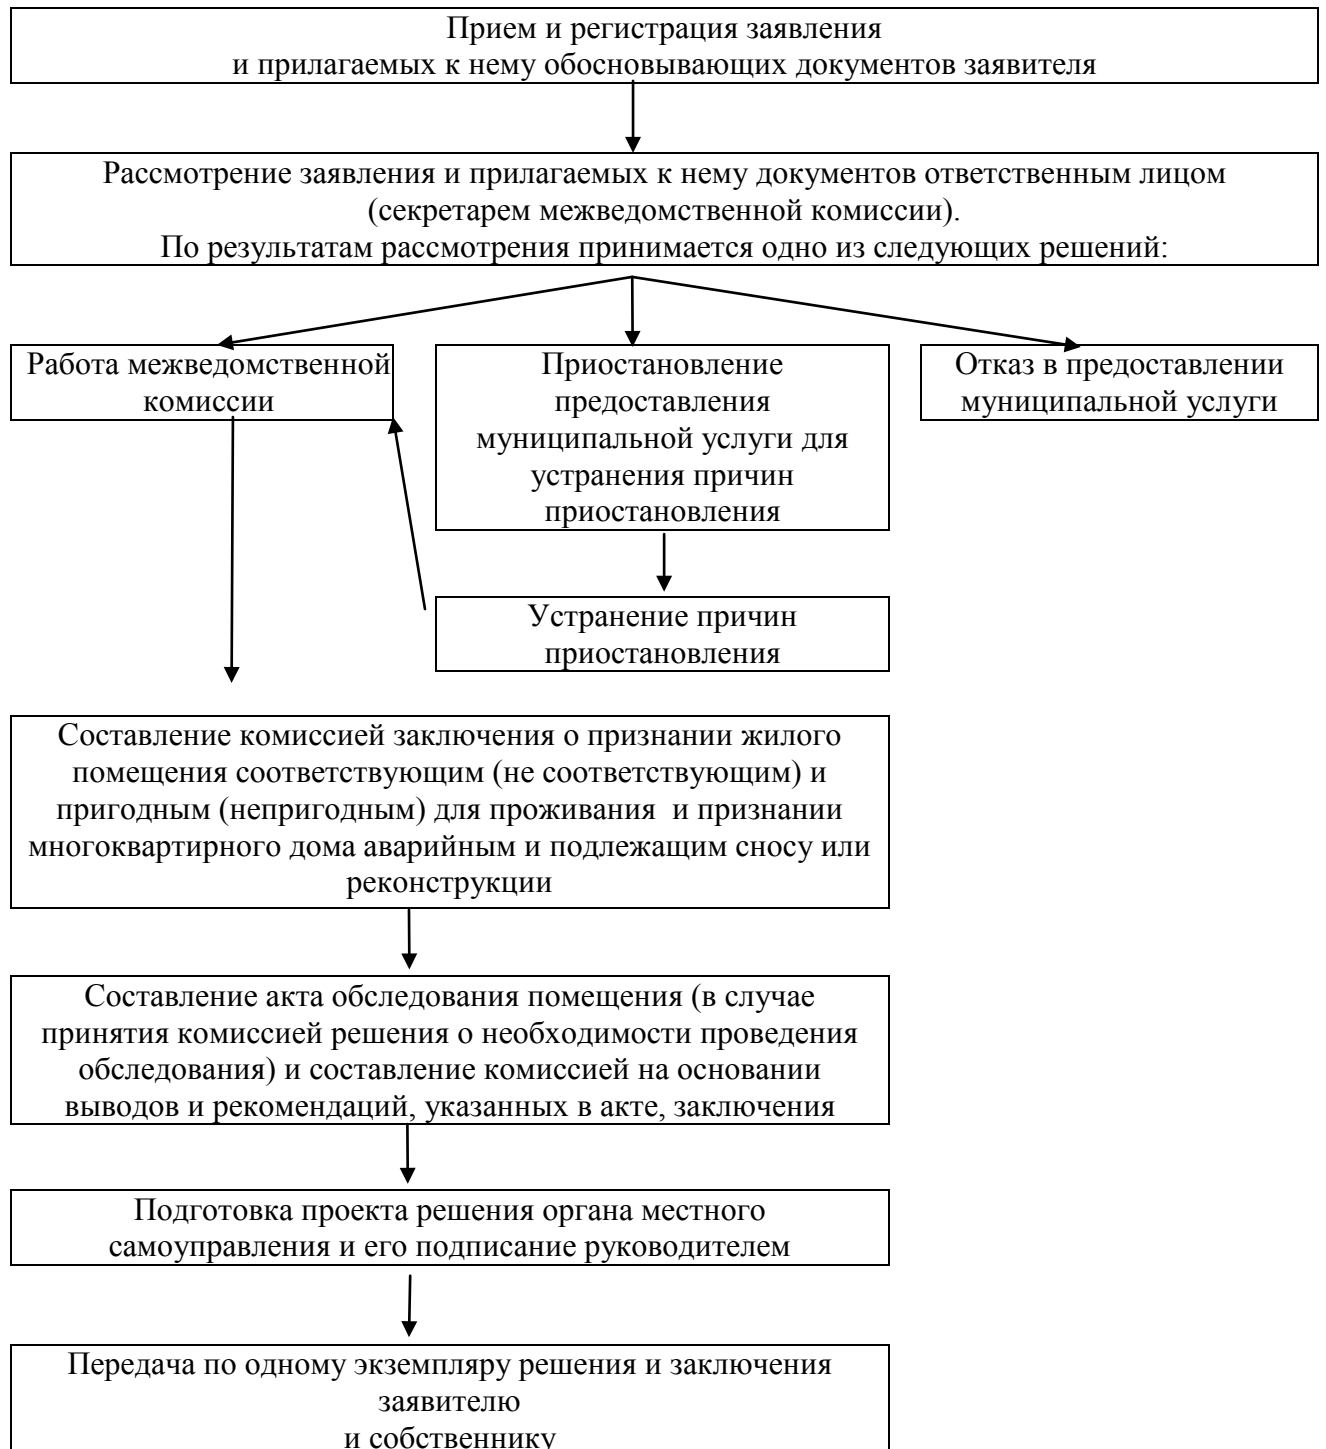 Прием и регистрация заявления
и прилагаемых к нему обосновывающих документов заявителя
Рассмотрение заявления и прилагаемых к нему документов ответственным лицом
(секретарем межведомственной комиссии).
По результатам рассмотрения принимается одно из следующих решений:
Работа межведомственной
комиссии
Приостановление
предоставления
муниципальной услуги для
устранения причин
приостановления
Отказ в предоставлении
муниципальной услуги
Устранение причин
приостановления
Составление комиссией заключения о признании жилого
помещения соответствующим (не соответствующим) и
пригодным (непригодным) для проживания и признании
многоквартирного дома аварийным и подлежащим сносу или
реконструкции
Составление акта обследования помещения (в случае
принятия комиссией решения о необходимости проведения
обследования) и составление комиссией на основании
выводов и рекомендаций, указанных в акте, заключения
Подготовка проекта решения органа местного
самоуправления и его подписание руководителем
Передача по одному экземпляру решения и заключения
заявителю
и собственнику